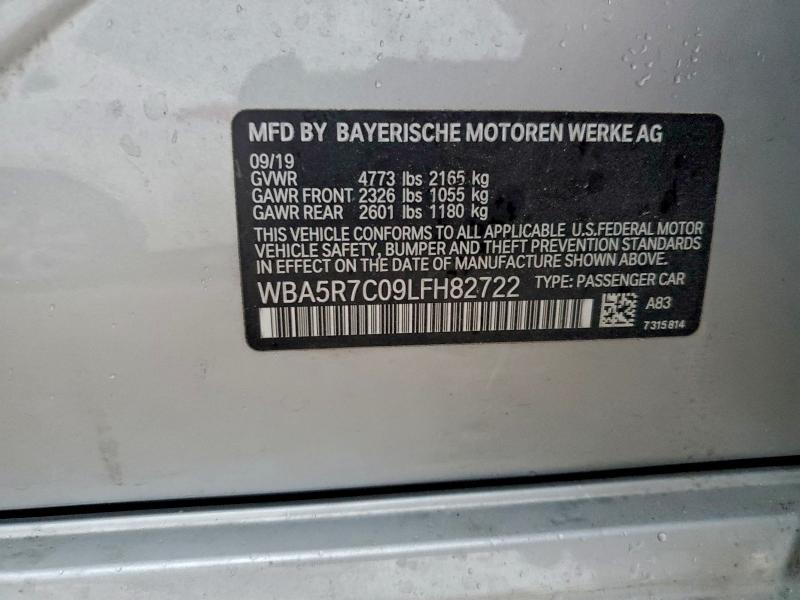 MFD BY BAYERISCHE MOTOREN WERKE AG
09/19
GVWR 4773 lbs 2165 kg
GAWR FRONT 2326 lbs 1055 kg
GAWR REAR 2601 lbs 1180 kg
THIS VEHICLE CONFORMS TO ALL APPLICABLE U.S.FEDERAL MOTOR
VEHICLE SAFETY, BUMPER AND THEFT PREVENTION STANDARDS
IN EFFECT ON THE DATE OF MANUFACTURE SHOWN ABOVE.
WBA5R7C09LFH82722 TYPE: PASSENGER CAR
A83
7315814